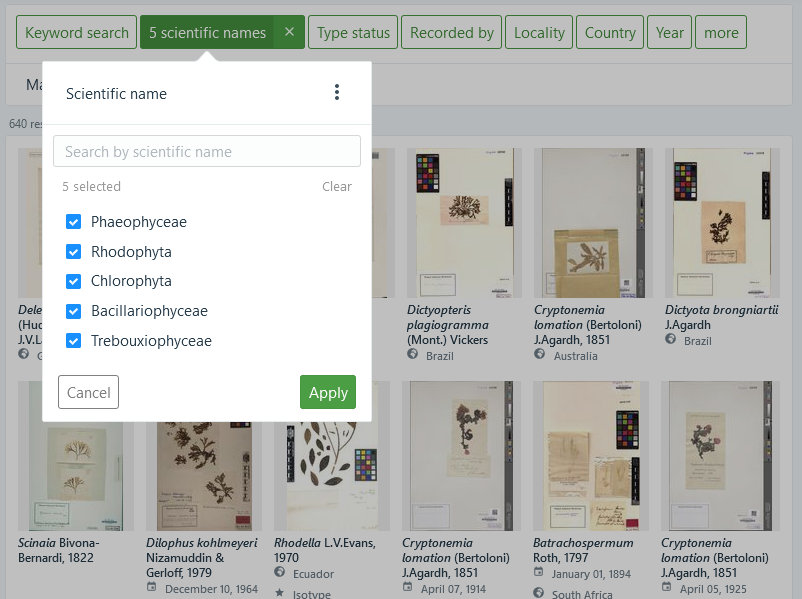 Keyword search 5 scientific names × Type status Recorded by Locality Country Year more
Ma
640 res
Scientific name
Search by scientific name
5 selected Clear
Phaeophyceae
Rhodophyta
Chlorophyta
Bacillariophyceae
Trebouxiophyceae
Cancel Apply
Dele
(Huc
J.V.L
G
Dictyopteris
plagiogramma
(Mont.) Vickers
Brazil
Cryptonemia
lomation (Bertoloni)
J.Agardh, 1851
Australia
Dictyota brongniartii
J.Agardh
Brazil
Scinaia Bivona-
Bernardi, 1822
Dilophus kohlmeyeri
Nizamuddin &
Gerloff, 1979
December 10, 1964
Rhodella L.V.Evans,
1970
Ecuador
Isotype
Cryptonemia
lomation (Bertoloni)
J.Agardh, 1851
April 07, 1914
Batrachospermum
Roth, 1797
January 01, 1894
South Africa
Cryptonemia
lomation (Bertoloni)
J.Agardh, 1851
April 05, 1925